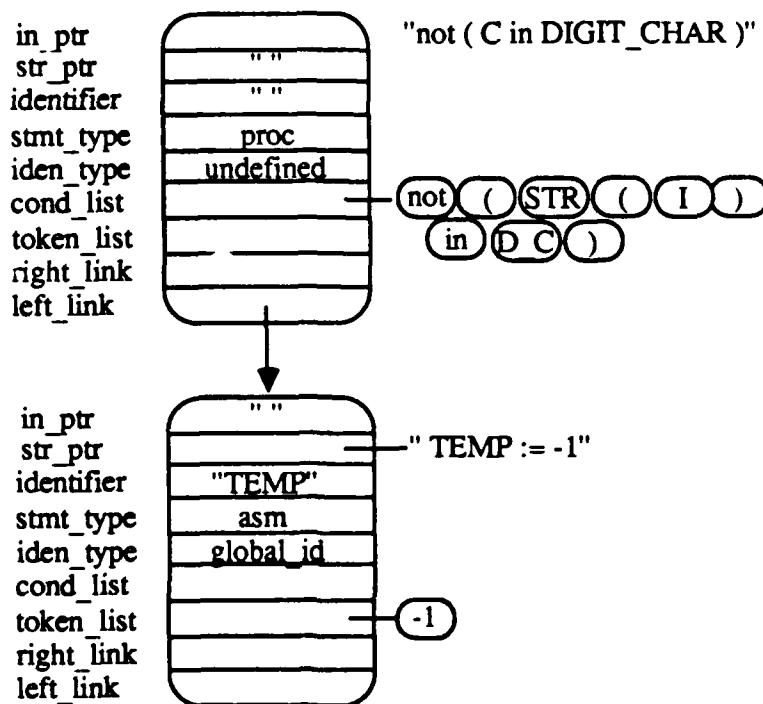 in_ptr "not ( C in DIGIT_CHAR )"
str_ptr " "
identifier " "
stmt_type proc
iden_type undefined
cond_list not ( STR ( I )
token_list in D_C )
right_link
left_link
in_ptr " "
str_ptr " TEMP := -1"
identifier "TEMP"
stmt_type asm
iden_type global_id
cond_list
token_list -1
right_link
left_link